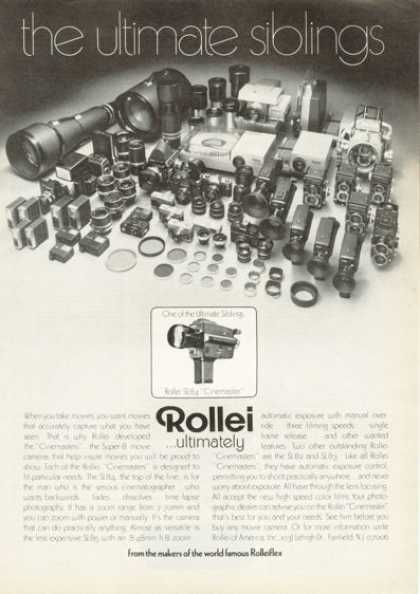 the ultimate siblings
One of the Ultimate Siblings
Rollei SL84 "Cinemaster"
Rollei
...ultimately
When you take movies, you want movies
that accurately capture what you have
seen. That is why Rollei developed
the "Cinemasters" the Super-8 movie
cameras that help insure movies you will be proud to
show. Each of the Rollei "Cinemasters" is designed to
fit particular needs. The SL84, the top of the line, is for
the man who is the serious cinematographer who
wants backwards fades dissolves time lapse
photography. It has a zoom range from
you can zoom with power or manually. It's the camera
that can do practically anything. Almost as versatile is
the less expensive with an zoom
automatic exposure with manual over
ride three filming speeds single
frame release and other wanted
features. Two other outstanding Rollei
"Cinemasters" are the SL82 and SL83. Like all Rollei
"Cinemasters", they have automatic exposure control,
permitting you to shoot practically anywhere and never
worry about exposure. All have through the lens focusing.
All accept the new high speed color films. Your photo-
graphic dealer can advise you on the Rollei "Cinemaster"
that's best for you and your needs. See him before you
buy any movie camera. Or for more information write
Rollei of America, Inc., Lehigh Dr., Fairfield, N.J. 07006
From the makers of the world famous Rolleiflex